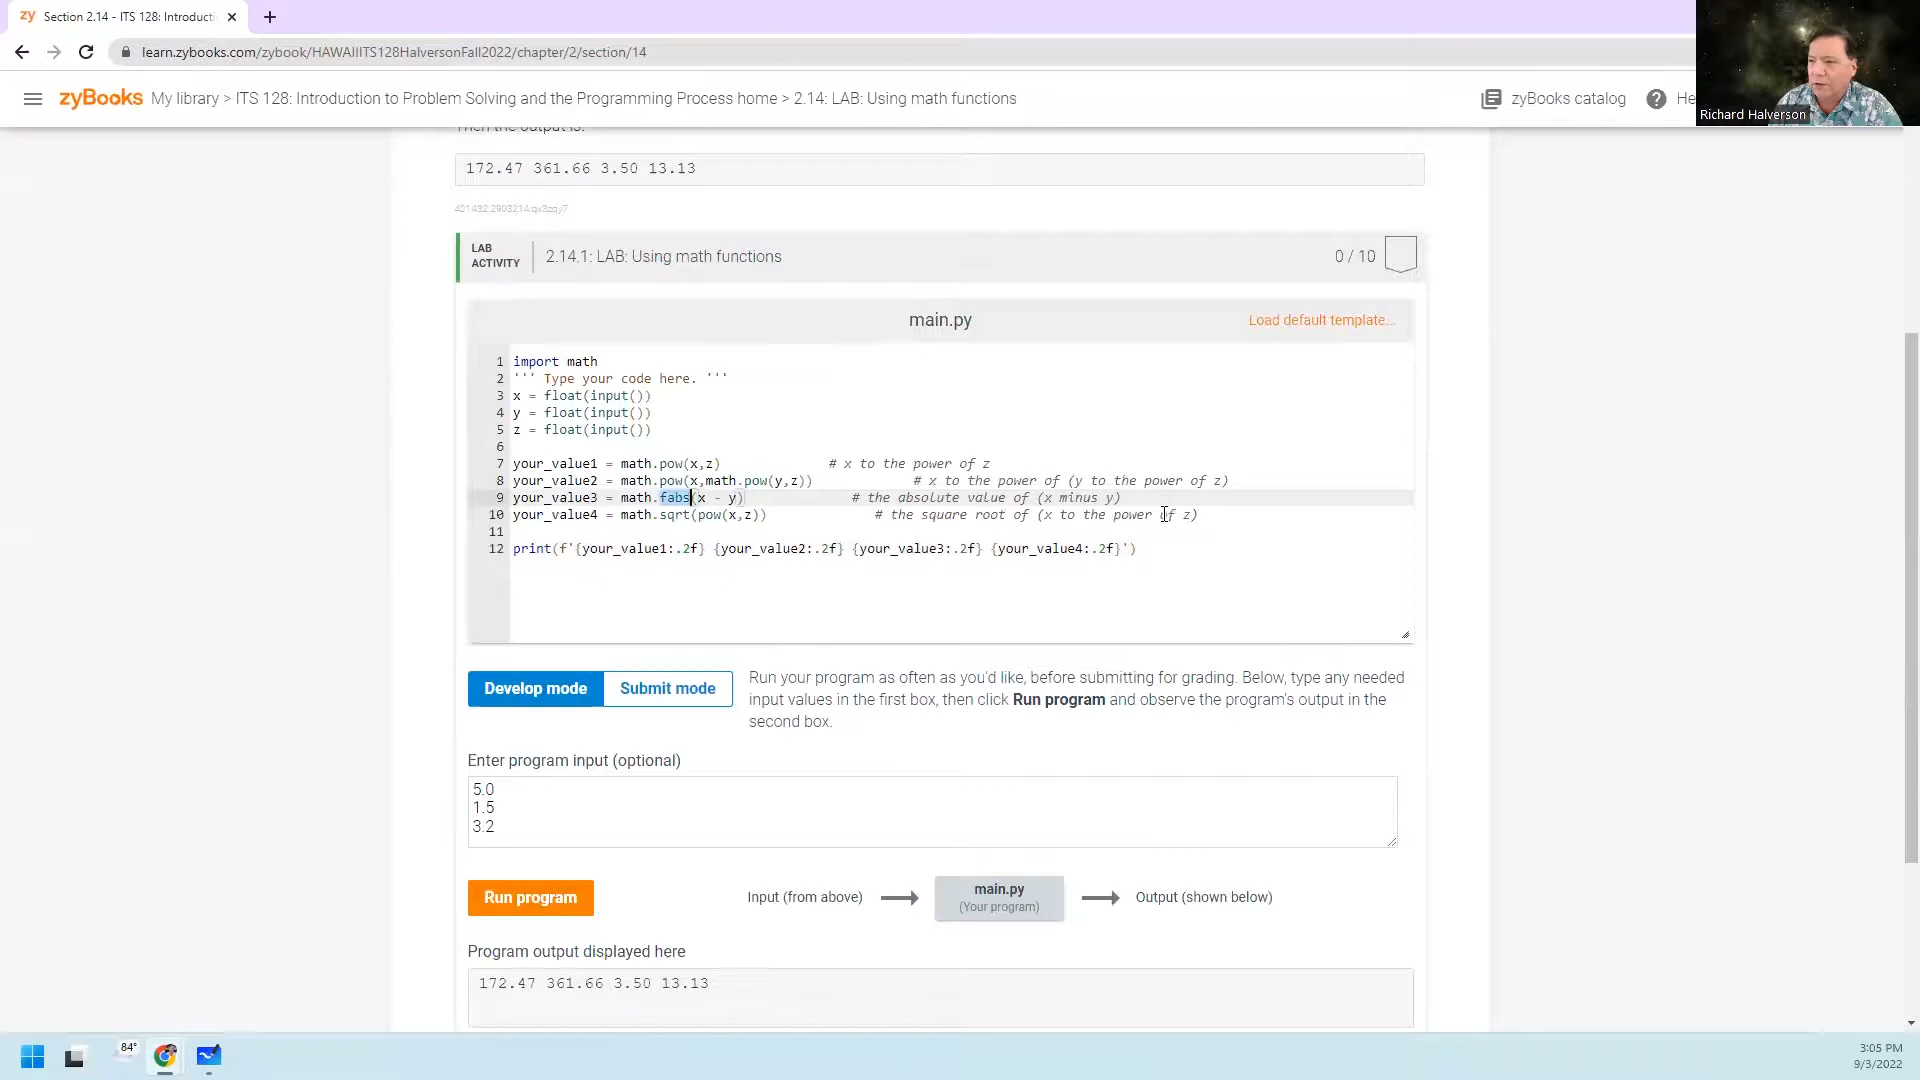 Section 2.14 - ITS 128: Introducti
learn.zybooks.com/zybook/HAWAIIITS128HalversonFall2022/chapter/2/section/14
zyBooks My library > ITS 128: Introduction to Problem Solving and the Programming Process home > 2.14: LAB: Using math functions
zyBooks catalog
He
Richard Halverson
Then the output is:
172.47 361.66 3.50 13.13
401432.2903214.qx3zqy7
LAB
ACTIVITY
2.14.1: LAB: Using math functions
0 / 10
main.py
Load default template...
1 import math
2 ''' Type your code here. '''
3 x = float(input())
4 y = float(input())
5 z = float(input())
6
7 your_value1 = math.pow(x,z) # x to the power of z
8 your_value2 = math.pow(x,math.pow(y,z)) # x to the power of (y to the power of z)
9 your_value3 = math.fabs(x - y) # the absolute value of (x minus y)
10 your_value4 = math.sqrt(pow(x,z)) # the square root of (x to the power of z)
11
12 print(f'{your_value1:.2f} {your_value2:.2f} {your_value3:.2f} {your_value4:.2f}')
Develop mode
Submit mode
Run your program as often as you'd like, before submitting for grading. Below, type any needed
input values in the first box, then click Run program and observe the program's output in the
second box.
Enter program input (optional)
5.0
1.5
3.2
Run program
Input (from above)
main.py
(Your program)
Output (shown below)
Program output displayed here
172.47 361.66 3.50 13.13
84°
3:05 PM
9/3/2022